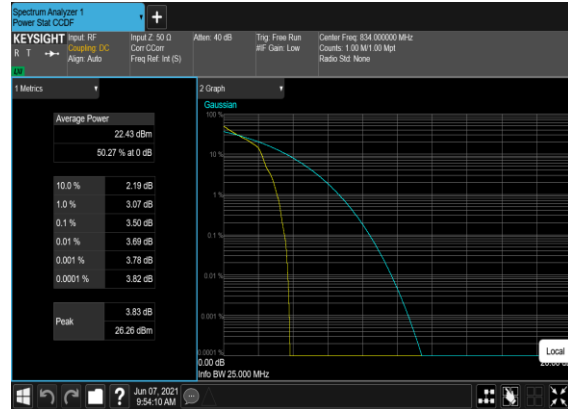 Spectrum Analyzer 1
Power Stat CCDF
KEYSIGHT
R T
LXI
Input: RF
Coupling: DC
Align: Auto
Input Z: 50 Ω
Corr CCorr
Freq Ref: Int (S)
Atten: 40 dB
Trig: Free Run
#IF Gain: Low
Center Freq: 834.000000 MHz
Counts: 1.00 M/1.00 Mpt
Radio Std: None
1 Metrics
Average Power
22.43 dBm
50.27 % at 0 dB
10.0 % 2.19 dB
1.0 % 3.07 dB
0.1 % 3.50 dB
0.01 % 3.69 dB
0.001 % 3.78 dB
0.0001 % 3.82 dB
Peak
3.83 dB
26.26 dBm
2 Graph
Gaussian
100 %
10 %
1 %
0.1 %
0.01 %
0.001 %
0.0001 %
0.00 dB
Info BW 25.000 MHz
Local
?
Jun 07, 2021
9:54:10 AM